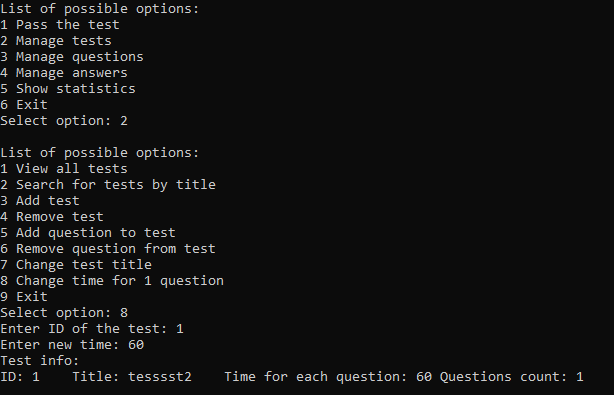 List of possible options:
1 Pass the test
2 Manage tests
3 Manage questions
4 Manage answers
5 Show statistics
6 Exit
Select option: 2

List of possible options:
1 View all tests
2 Search for tests by title
3 Add test
4 Remove test
5 Add question to test
6 Remove question from test
7 Change test title
8 Change time for 1 question
9 Exit
Select option: 8
Enter ID of the test: 1
Enter new time: 60
Test info:
ID: 1    Title: tesssst2    Time for each question: 60 Questions count: 1